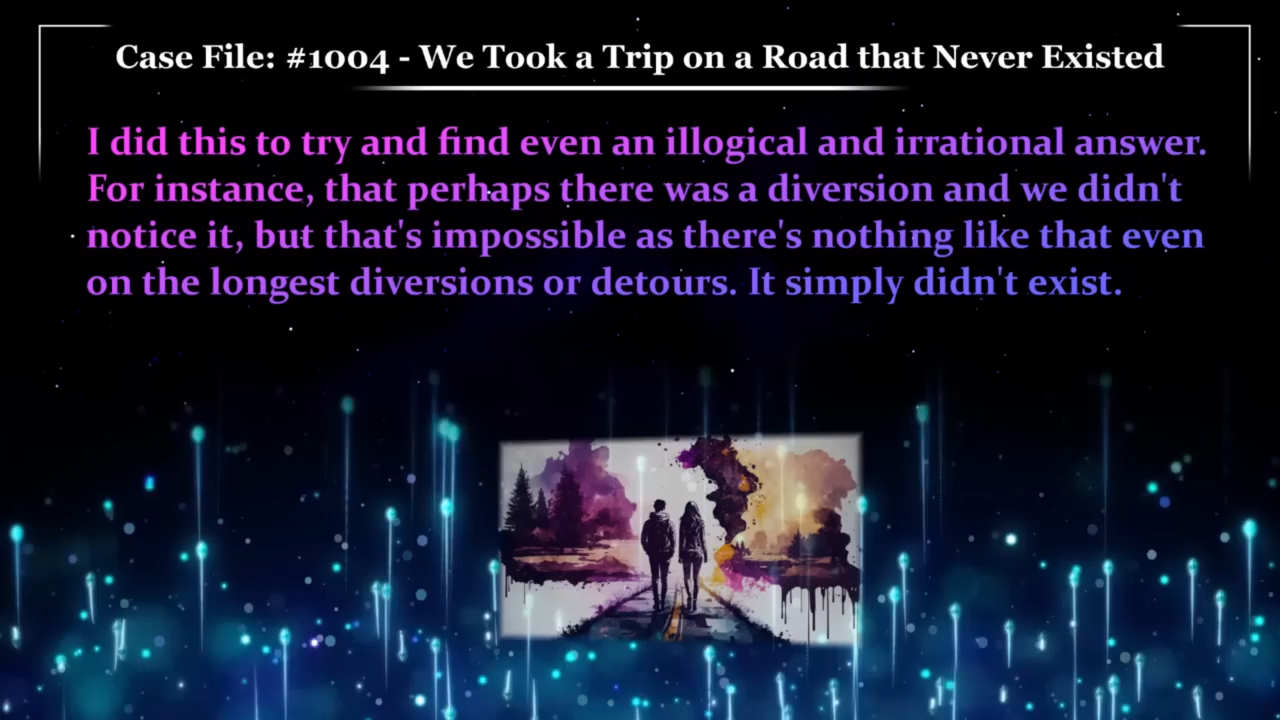 Case File: #1004 - We Took a Trip on a Road that Never Existed
I did this to try and find even an illogical and irrational answer.
For instance, that perhaps there was a diversion and we didn't
notice it, but that's impossible as there's nothing like that even
on the longest diversions or detours. It simply didn't exist.